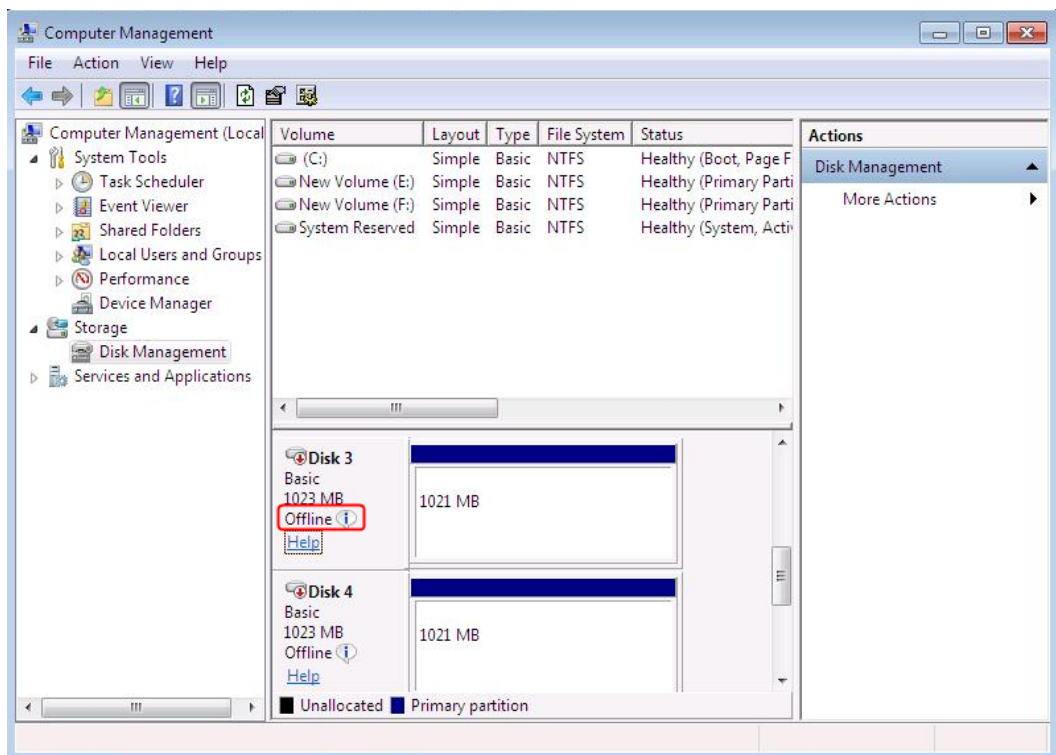 Computer Management
File Action View Help
Computer Management (Local
System Tools
Task Scheduler
Event Viewer
Shared Folders
Local Users and Groups
Performance
Device Manager
Storage
Disk Management
Services and Applications
Volume Layout Type File System Status
(C:) Simple Basic NTFS Healthy (Boot, Page F
New Volume (E:) Simple Basic NTFS Healthy (Primary Parti
New Volume (F:) Simple Basic NTFS Healthy (Primary Parti
System Reserved Simple Basic NTFS Healthy (System, Activ
Disk 3
Basic
1023 MB
Offline
Help
1021 MB
Disk 4
Basic
1023 MB
Offline
Help
1021 MB
Unallocated Primary partition
Actions
Disk Management
More Actions